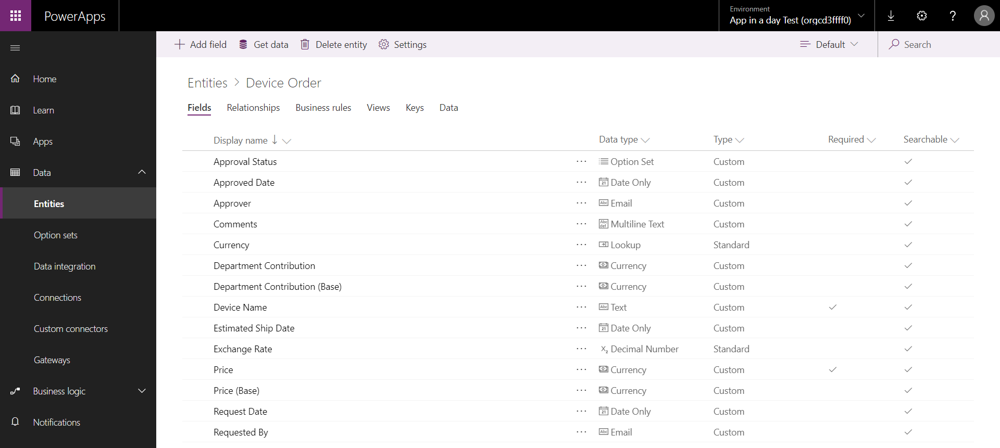 PowerApps
Environment
App in a day Test (orgcd3ffff0)
Add field
Get data
Delete entity
Settings
Default
Search
Home
Learn
Apps
Data
Entities
Option sets
Data integration
Connections
Custom connectors
Gateways
Business logic
Notifications
Entities > Device Order
Fields Relationships Business rules Views Keys Data
Display name Data type Type Required Searchable
Approval Status ··· Option Set Custom
Approved Date ··· Date Only Custom
Approver ··· Email Custom
Comments ··· Multiline Text Custom
Currency ··· Lookup Standard
Department Contribution ··· Currency Custom
Department Contribution (Base) ··· Currency Custom
Device Name ··· Text Custom
Estimated Ship Date ··· Date Only Custom
Exchange Rate ··· Decimal Number Standard
Price ··· Currency Custom
Price (Base) ··· Currency Custom
Request Date ··· Date Only Custom
Requested By ··· Email Custom